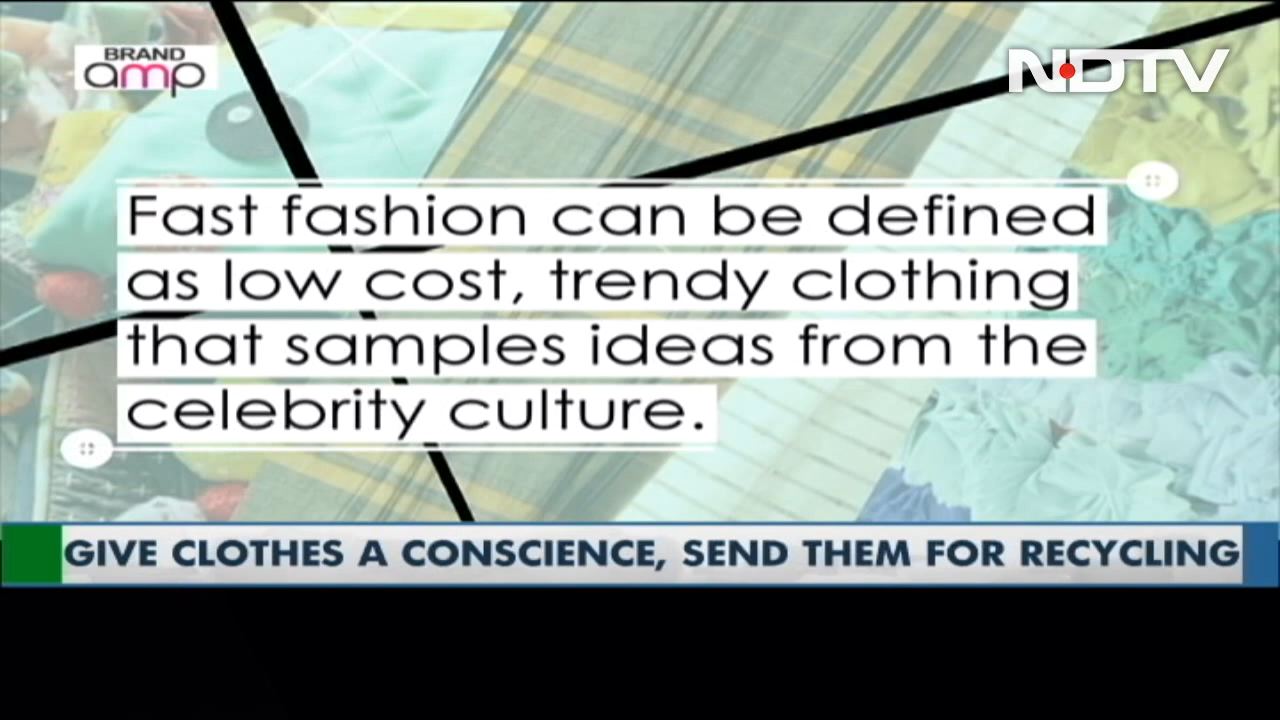 BRAND
amp
NDTV
Fast fashion can be defined
as low cost, trendy clothing
that samples ideas from the
celebrity culture.
GIVE CLOTHES A CONSCIENCE, SEND THEM FOR RECYCLING